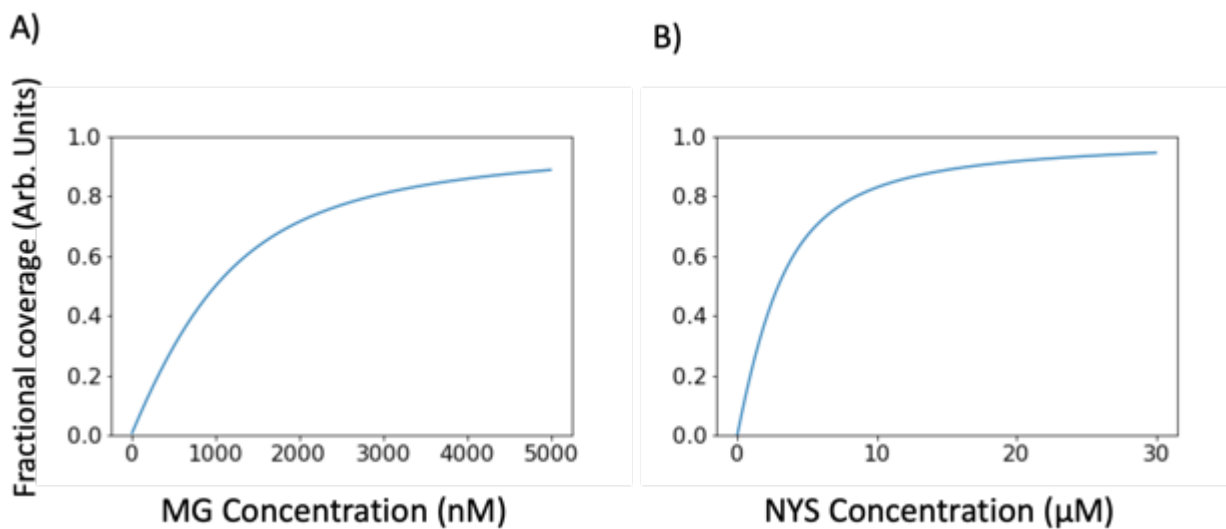 A)
B)
Fractional coverage (Arb. Units)
1.0
0.8
0.6
0.4
0.2
0.0
0 1000 2000 3000 4000 5000
MG Concentration (nM)
1.0
0.8
0.6
0.4
0.2
0.0
0 10 20 30
NYS Concentration (µM)